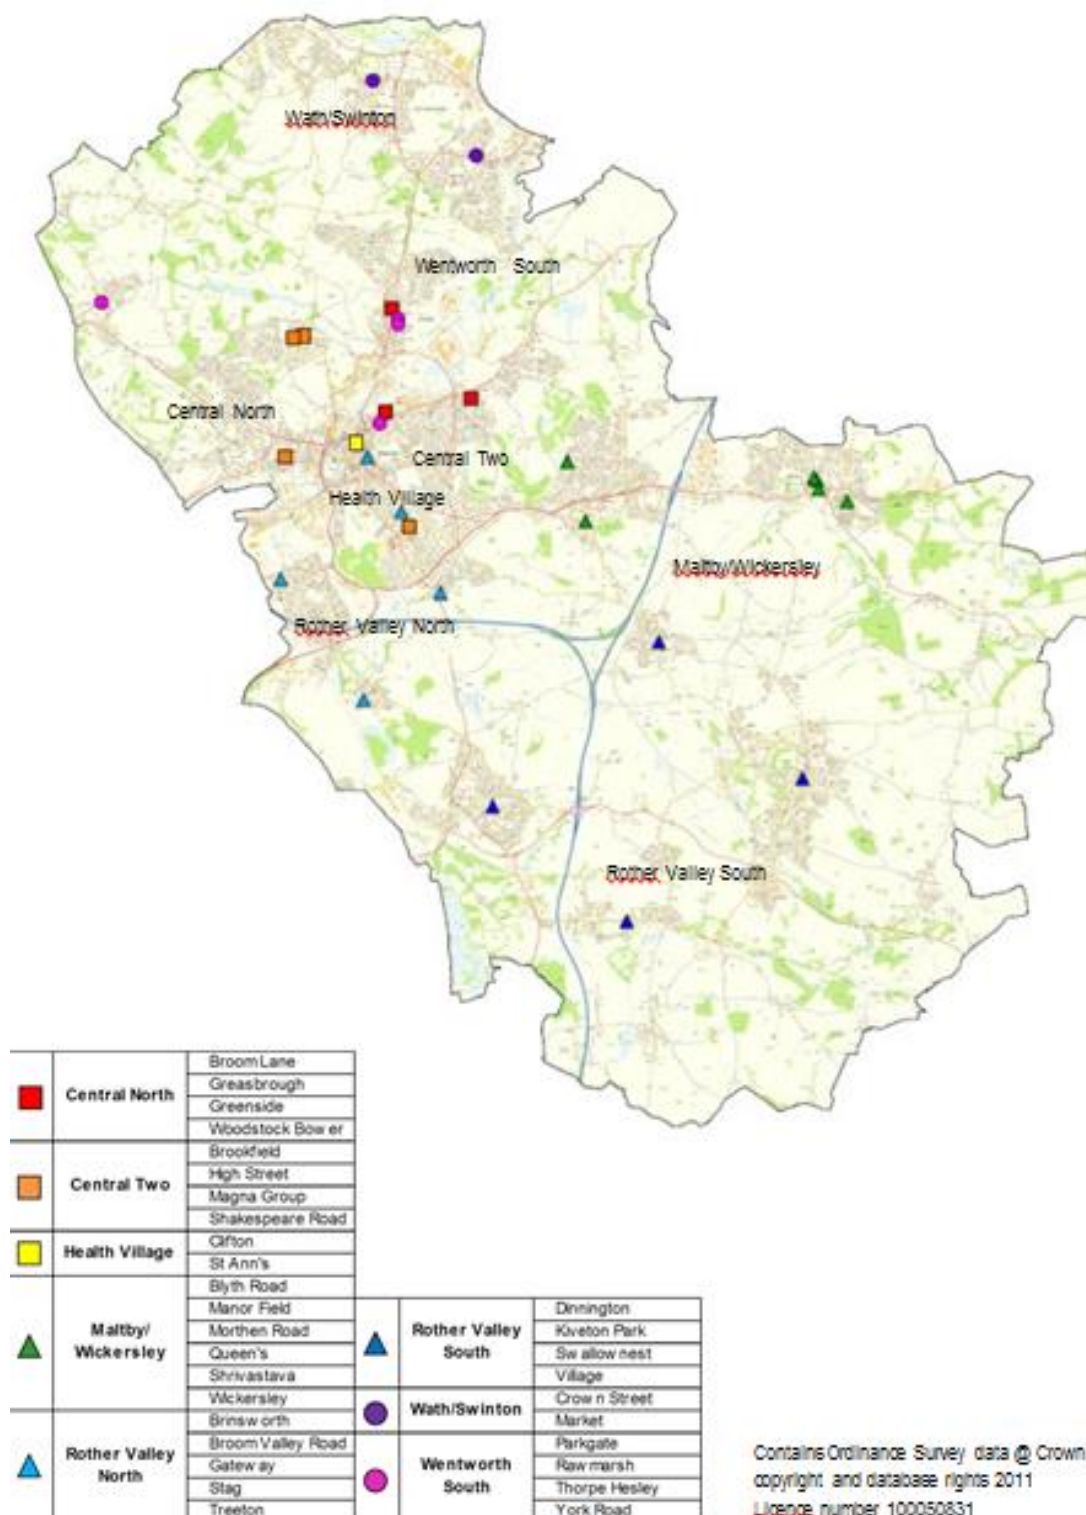 Wath/Swinton
Wentworth South
Central North
Central Two
Health Village
Maltby/Wickersley
Rother Valley North
Rother Valley South
Central North
Broom Lane
Greasbrough
Greenside
Woodstock Bower
Central Two
Brookfield
High Street
Magna Group
Shakespeare Road
Health Village
Clifton
St Ann's
Maltby/
Wickersley
Blyth Road
Manor Field
Morthen Road
Queen's
Shrivastava
Wickersley
Rother Valley
North
Brinsworth
Broom Valley Road
Gateway
Stag
Treeton
Rother Valley
South
Dinnington
Kiveton Park
Swallownest
Village
Wath/Swinton
Crown Street
Market
Wentworth
South
Parkgate
Rawmarsh
Thorpe Hesley
York Road
Contains Ordinance Survey data @ Crown
copyright and database rights 2011
Licence number 100050831